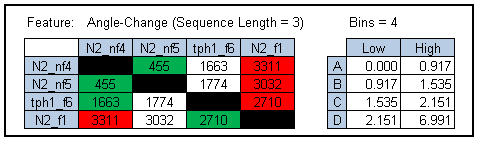 Feature: Angle-Change (Sequence Length = 3) Bins = 4
N2_nf4 N2_nf5 tph1_f6 N2_f1 Low High
N2_nf4 455 1663 3311 A 0.000 0.917
N2_nf5 455 1774 3032 B 0.917 1.535
tph1_f6 1663 1774 2710 C 1.535 2.151
N2_f1 3311 3032 2710 D 2.151 6.991